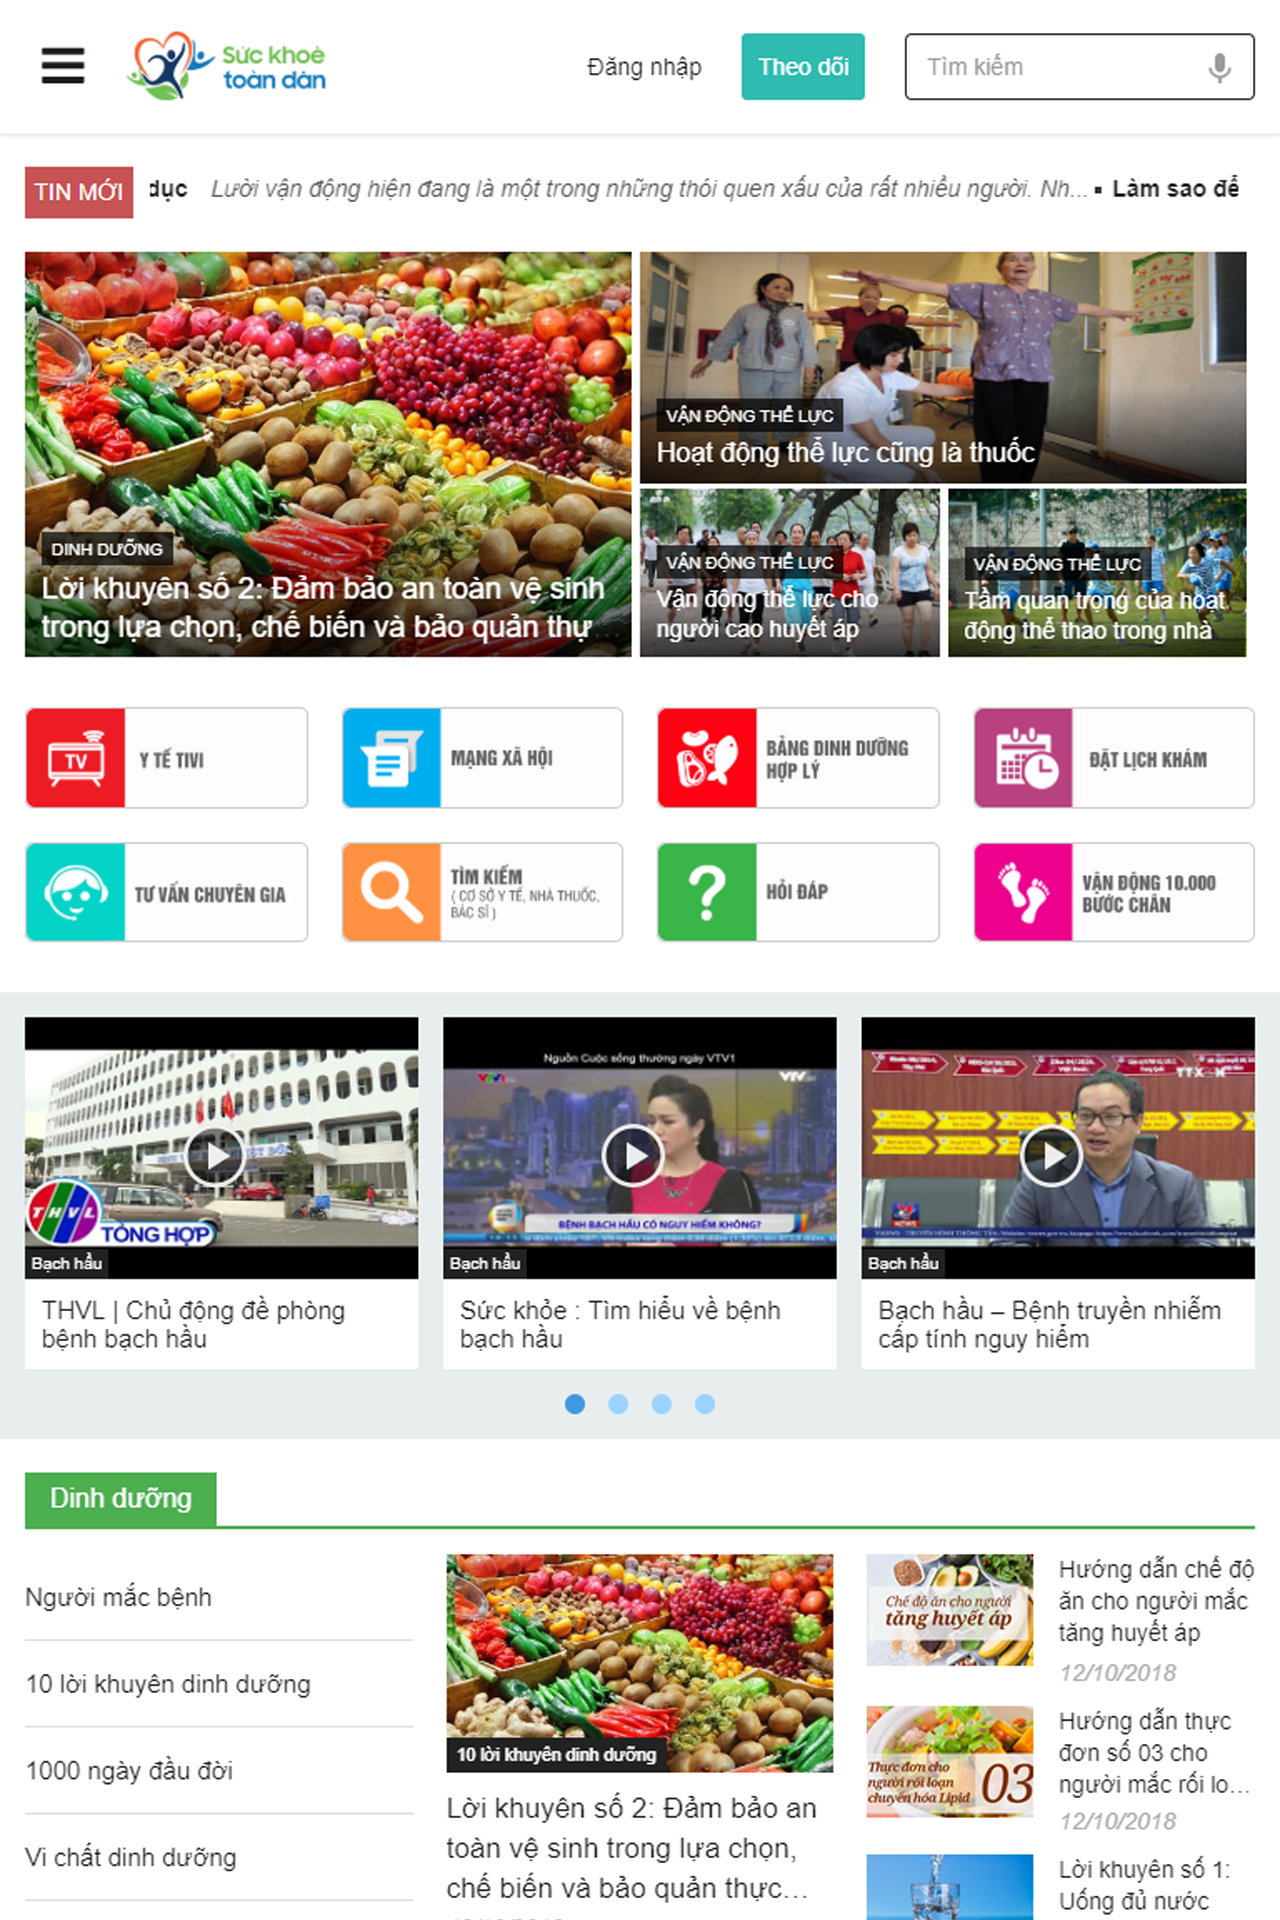 Sức khoẻ
toàn dân
Đăng nhập
Theo dõi
Tìm kiếm
TIN MỚI
dục Lười vận động hiện đang là một trong những thói quen xấu của rất nhiều người. Nh... ▪ Làm sao để
DINH DƯỠNG
Lời khuyên số 2: Đảm bảo an toàn vệ sinh
trong lựa chọn, chế biến và bảo quản thự
VẬN ĐỘNG THỂ LỰC
Hoạt động thể lực cũng là thuốc
VẬN ĐỘNG THỂ LỰC
Vận động thể lực cho
người cao huyết áp
VẬN ĐỘNG THỂ LỰC
Tầm quan trọng của hoạt
động thể thao trong nhà
TV
Y TẾ TIVI
MẠNG XÃ HỘI
BẢNG DINH DƯỠNG
HỢP LÝ
ĐẶT LỊCH KHÁM
TƯ VẤN CHUYÊN GIA
TÌM KIẾM
( CƠ SỞ Y TẾ, NHÀ THUỐC,
BÁC SĨ )
HỎI ĐÁP
VẬN ĐỘNG 10.000
BƯỚC CHÂN
THVL
TỔNG HỢP
Bạch hầu
THVL | Chủ động đề phòng
bệnh bạch hầu
Nguồn Cuộc sống thường ngày VTV1
VTV1
VTV
BỆNH BẠCH HẦU CÓ NGUY HIỂM KHÔNG?
Bạch hầu
Sức khỏe : Tìm hiểu về bệnh
bạch hầu
NEWS
Bạch hầu
Bạch hầu – Bệnh truyền nhiễm
cấp tính nguy hiểm
Dinh dưỡng
Người mắc bệnh
10 lời khuyên dinh dưỡng
1000 ngày đầu đời
Vi chất dinh dưỡng
10 lời khuyên dinh dưỡng
Lời khuyên số 2: Đảm bảo an
toàn vệ sinh trong lựa chọn,
chế biến và bảo quản thực...
Chế độ ăn cho người
tăng huyết áp
Hướng dẫn chế độ
ăn cho người mắc
tăng huyết áp
12/10/2018
Thực đơn cho
người rối loạn
chuyển hóa Lipid
03
Hướng dẫn thực
đơn số 03 cho
người mắc rối lo...
12/10/2018
Lời khuyên số 1:
Uống đủ nước